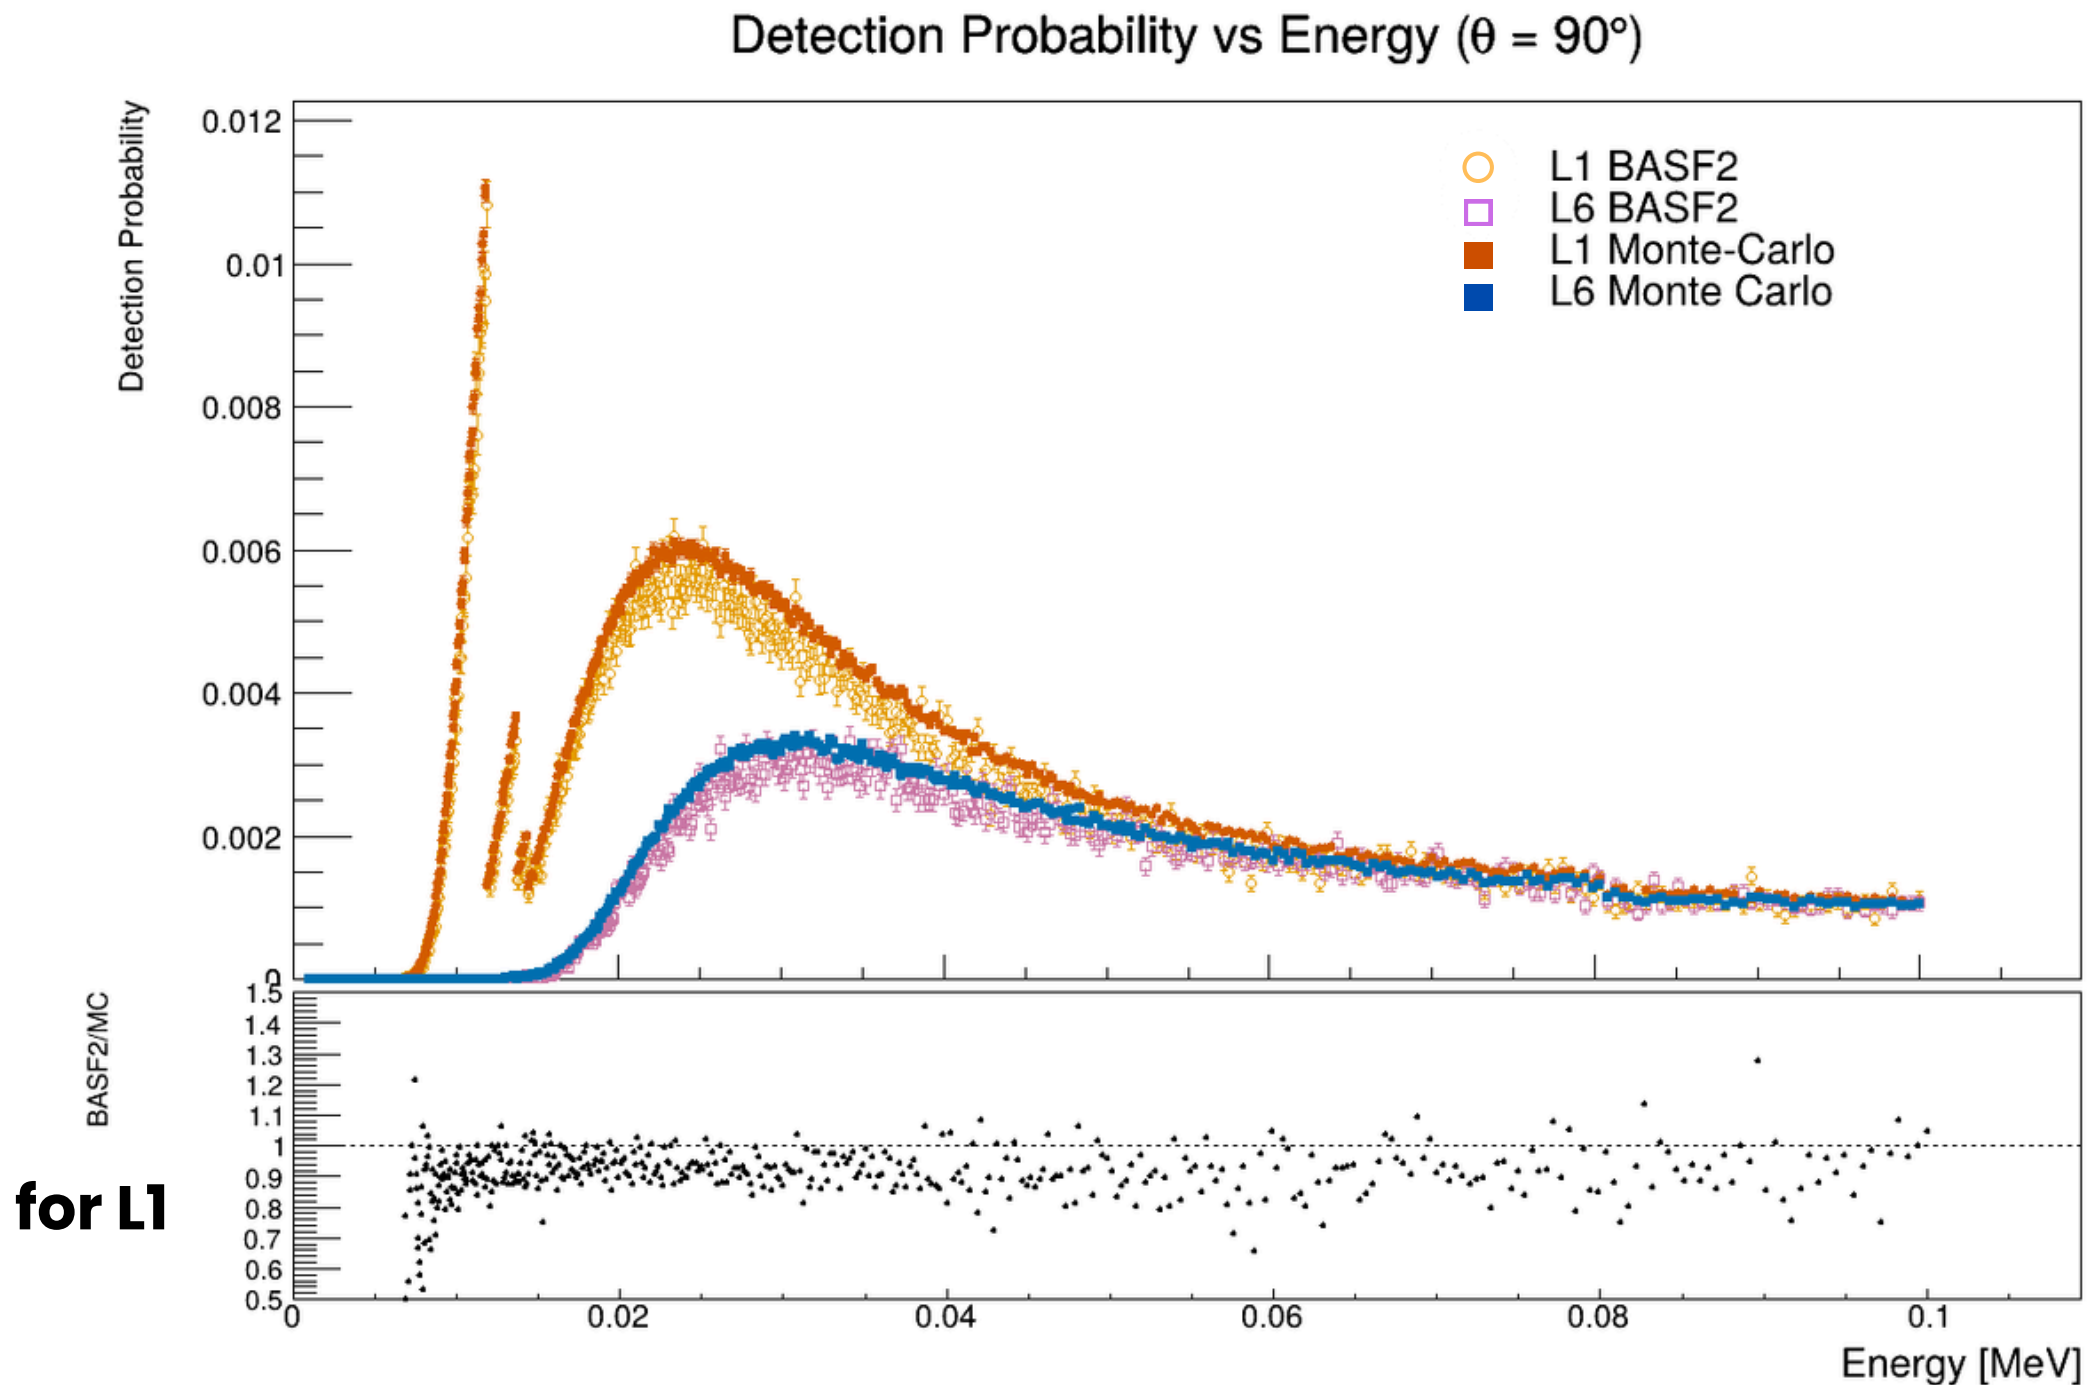 Detection Probability vs Energy (θ = 90°)
Detection Probability
0.012
0.01
0.008
0.006
0.004
0.002
0
L1 BASF2
L6 BASF2
L1 Monte-Carlo
L6 Monte Carlo
BASF2/MC
1.5
1.4
1.3
1.2
1.1
1
0.9
0.8
0.7
0.6
0.5
for L1
0 0.02 0.04 0.06 0.08 0.1
Energy [MeV]